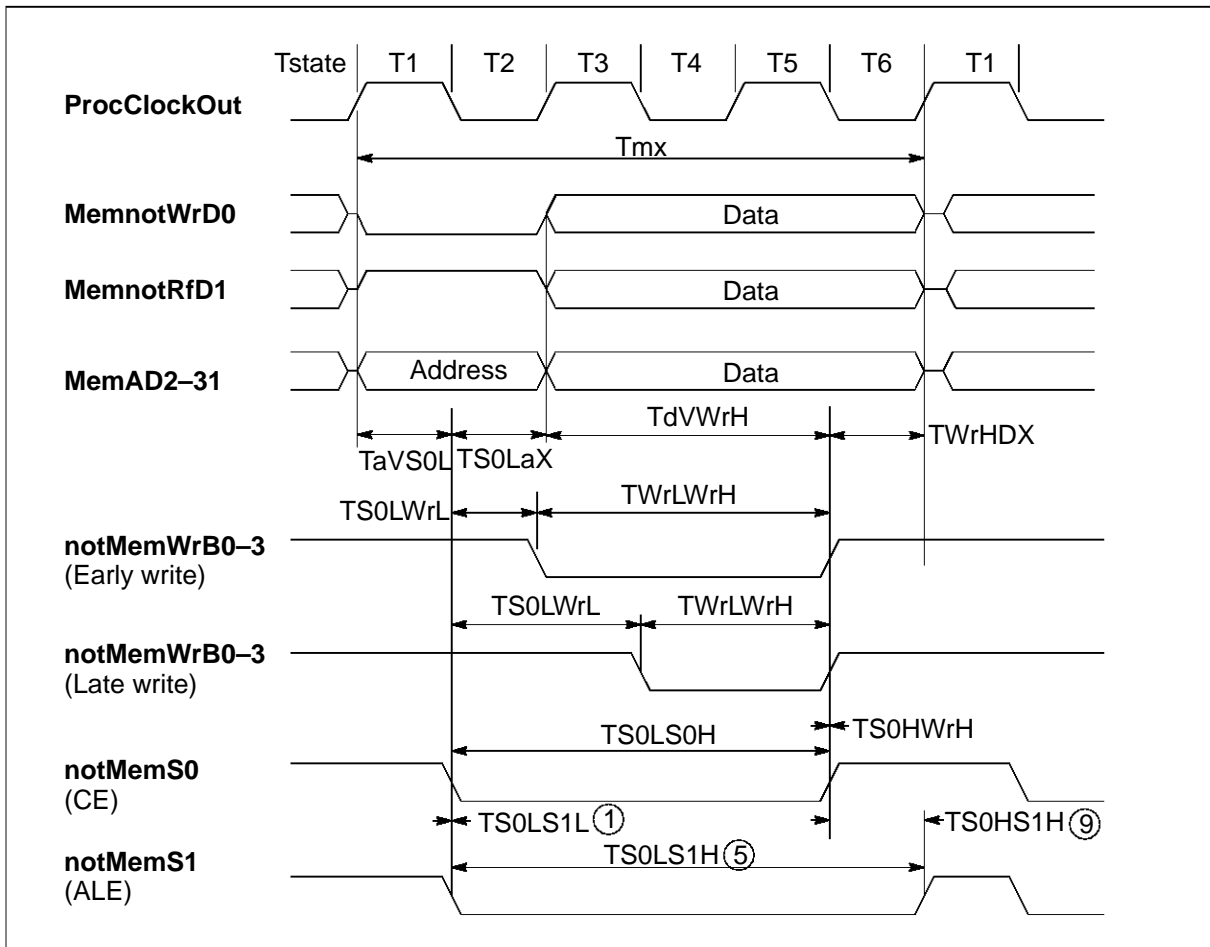 Tstate T1 T2 T3 T4 T5 T6 T1
ProcClockOut
Tmx
MemnotWrD0 Data
MemnotRfD1 Data
MemAD2–31 Address Data
TdVWrH
TaVS0L TS0LaX TWrHDX
TS0LWrL TWrLWrH
notMemWrB0–3
(Early write)
TS0LWrL TWrLWrH
notMemWrB0–3
(Late write)
TS0LS0H TS0HWrH
notMemS0
(CE)
TS0LS1L① TS0HS1H⑨
notMemS1 TS0LS1H⑤
(ALE)